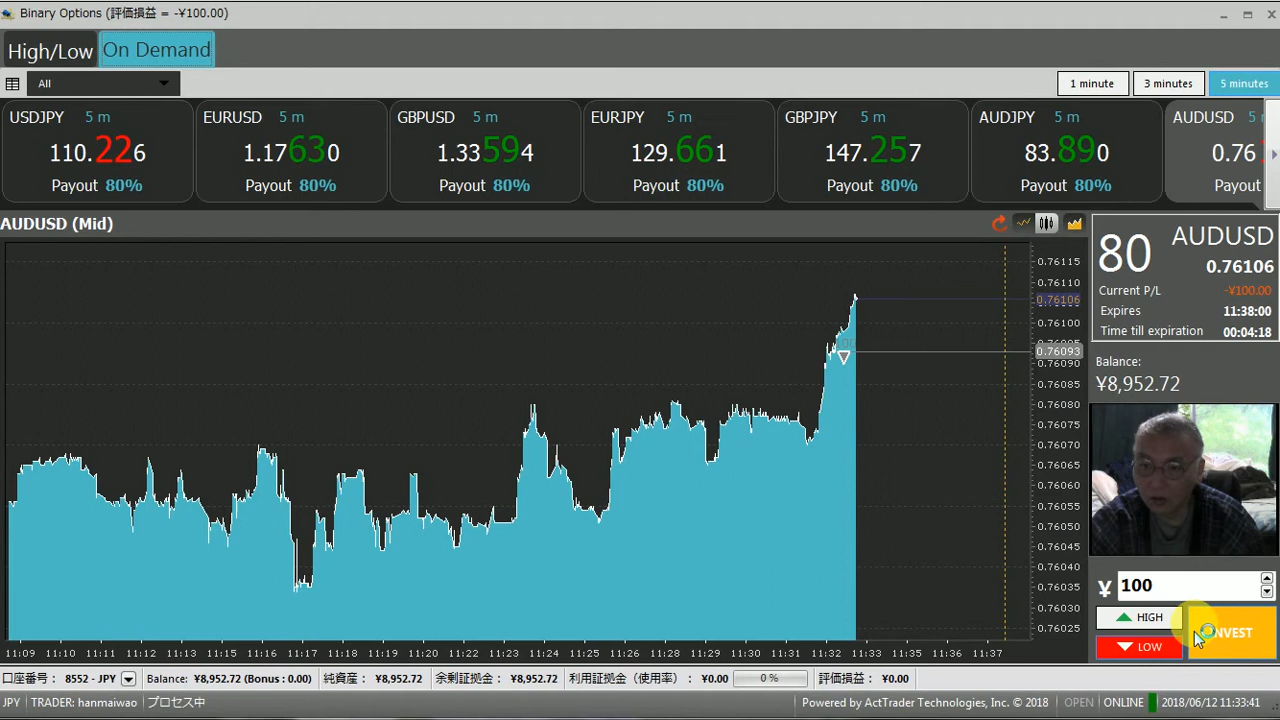 Binary Options (評価損益 = -¥100.00)
High/Low On Demand
All 1 minute 3 minutes 5 minutes
USDJPY 5 m EURUSD 5 m GBPUSD 5 m EURJPY 5 m GBPJPY 5 m AUDJPY 5 m AUDUSD 5
110.226 1.17630 1.33594 129.661 147.257 83.890 0.76
Payout 80% Payout 80% Payout 80% Payout 80% Payout 80% Payout 80% Payout
AUDUSD (Mid)
80 AUDUSD
0.76106
Current P/L -¥100.00
Expires 11:38:00
Time till expiration 00:04:18
Balance:
¥8,952.72
0.76115
0.76110
0.76106
0.76100
0.76093
0.76090
0.76085
0.76080
0.76075
0.76070
0.76065
0.76060
0.76055
0.76050
0.76045
0.76040
0.76035
0.76030
0.76025
¥ 100
HIGH
LOW
INVEST
11:09 11:10 11:11 11:12 11:13 11:14 11:15 11:16 11:17 11:18 11:19 11:20 11:21 11:22 11:23 11:24 11:25 11:26 11:27 11:28 11:29 11:30 11:31 11:32 11:33 11:34 11:35 11:36 11:37
口座番号： 8552 - JPY Balance: ¥8,952.72 (Bonus : 0.00) 純資産： ¥8,952.72 余剰証拠金： ¥8,952.72 利用証拠金（使用率）： ¥0.00 0 % 評価損益： ¥0.00
JPY TRADER: hanmaiwao プロセス中 Powered by ActTrader Technologies, Inc. © 2018 OPEN ONLINE 2018/06/12 11:33:41